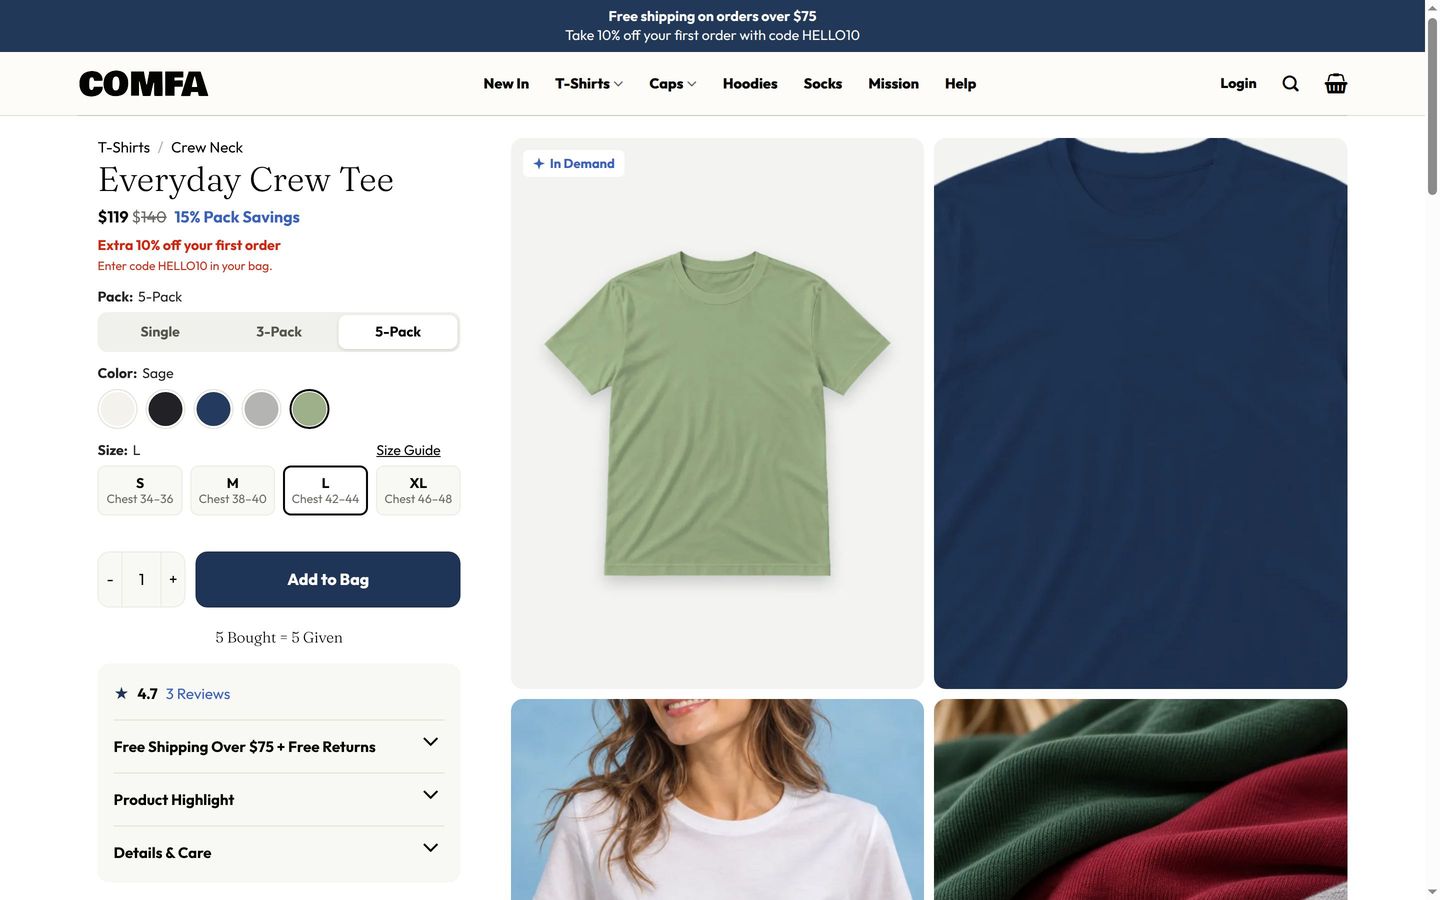 Free shipping on orders over $75
Take 10% off your first order with code HELLO10
COMFA
New In
T-Shirts
Caps
Hoodies
Socks
Mission
Help
Login
T-Shirts / Crew Neck
Everyday Crew Tee
$119 $140 15% Pack Savings
Extra 10% off your first order
Enter code HELLO10 in your bag.
Pack: 5-Pack
Single
3-Pack
5-Pack
Color: Sage
Size: L
Size Guide
S
Chest 34–36
M
Chest 38–40
L
Chest 42–44
XL
Chest 46–48
- 1 +
Add to Bag
5 Bought = 5 Given
★ 4.7 3 Reviews
Free Shipping Over $75 + Free Returns
Product Highlight
Details & Care
In Demand